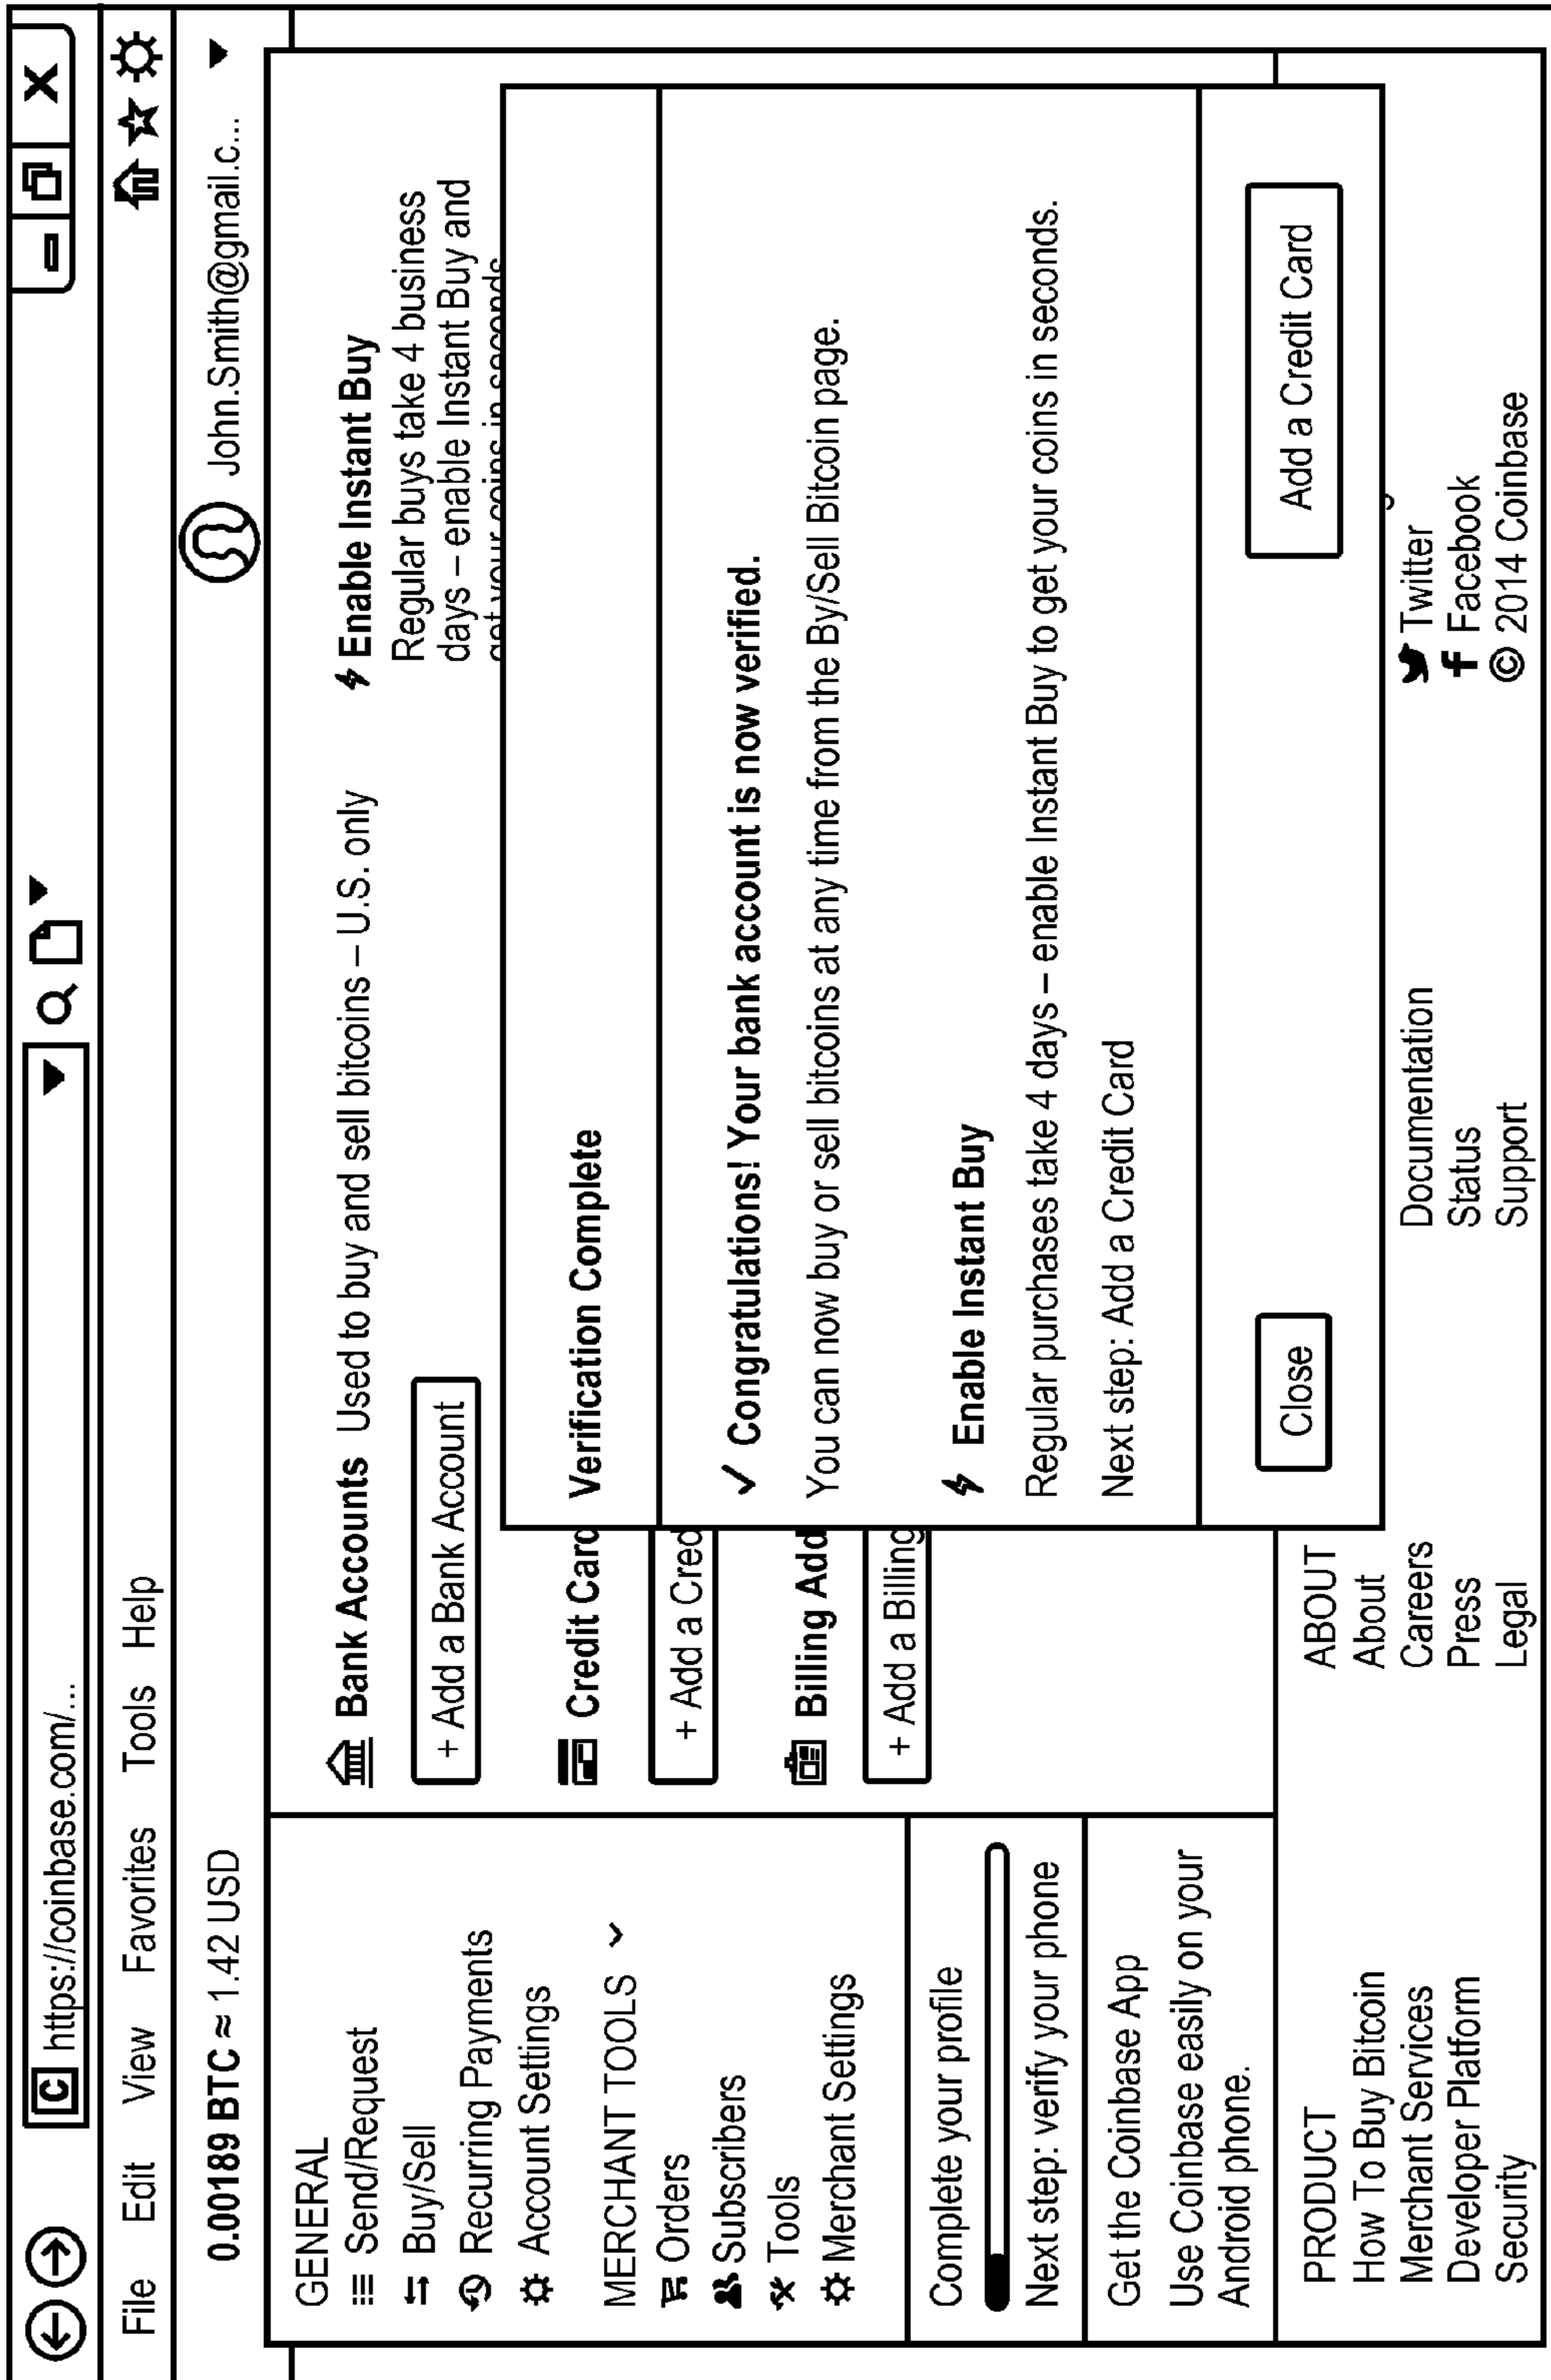 C https://coinbase.com/...
X
File Edit View Favorites Tools Help
0.00189 BTC ≈ 1.42 USD
John.Smith@gmail.c...
GENERAL
Send/Request
Buy/Sell
Recurring Payments
Account Settings
MERCHANT TOOLS
Orders
Subscribers
Tools
Merchant Settings
Complete your profile
Next step: verify your phone
Get the Coinbase App
Use Coinbase easily on your
Android phone.
Bank Accounts Used to buy and sell bitcoins – U.S. only
+ Add a Bank Account
Credit Card
+ Add a Cred
Billing Add
+ Add a Billing
Enable Instant Buy
Regular buys take 4 business
days – enable Instant Buy and
get your coins in seconds
Verification Complete
✓ Congratulations! Your bank account is now verified.
You can now buy or sell bitcoins at any time from the By/Sell Bitcoin page.
Enable Instant Buy
Regular purchases take 4 days – enable Instant Buy to get your coins in seconds.
Next step: Add a Credit Card
Close
Add a Credit Card
PRODUCT
How To Buy Bitcoin
Merchant Services
Developer Platform
Security
ABOUT
About
Careers
Press
Legal
Documentation
Status
Support
Twitter
f Facebook
© 2014 Coinbase